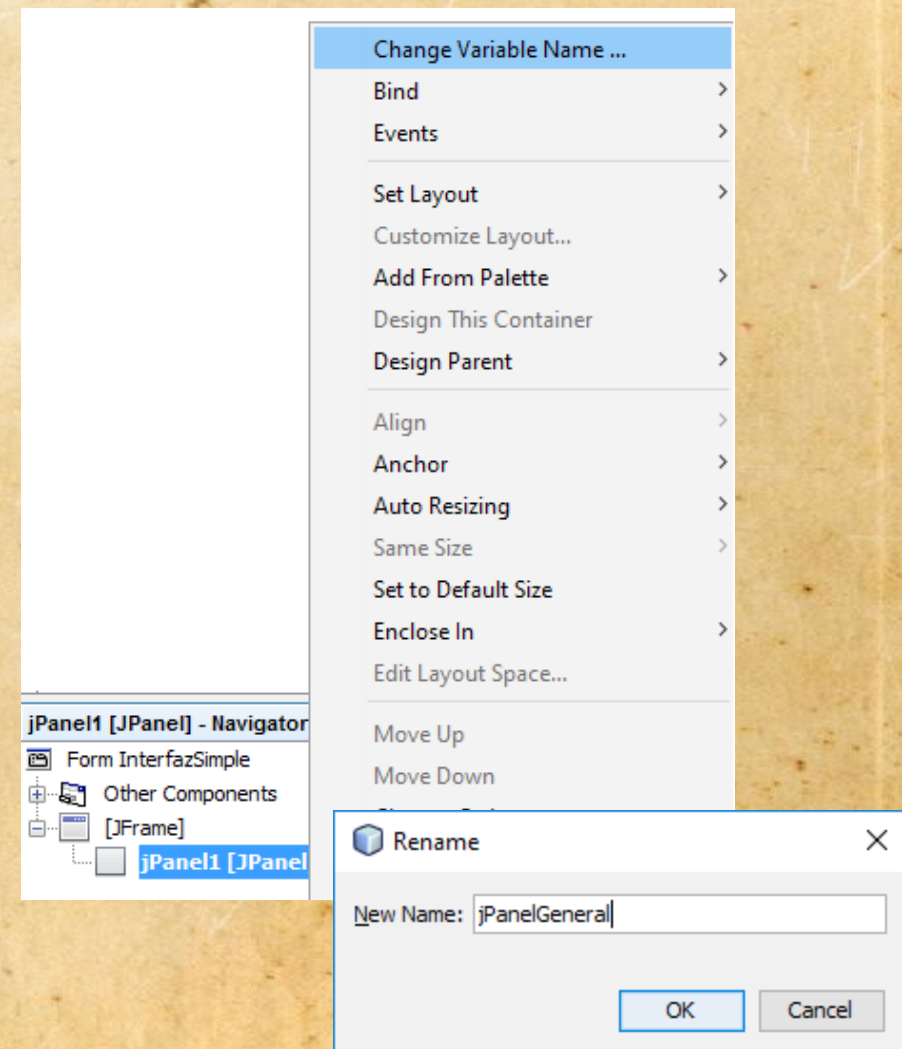 Change Variable Name ...
Bind
Events
Set Layout
Customize Layout...
Add From Palette
Design This Container
Design Parent
Align
Anchor
Auto Resizing
Same Size
Set to Default Size
Enclose In
Edit Layout Space...
Move Up
Move Down
jPanel1 [JPanel] - Navigator
Form InterfazSimple
Other Components
[JFrame]
jPanel1 [JPanel
Rename
New Name: jPanelGeneral
OK Cancel